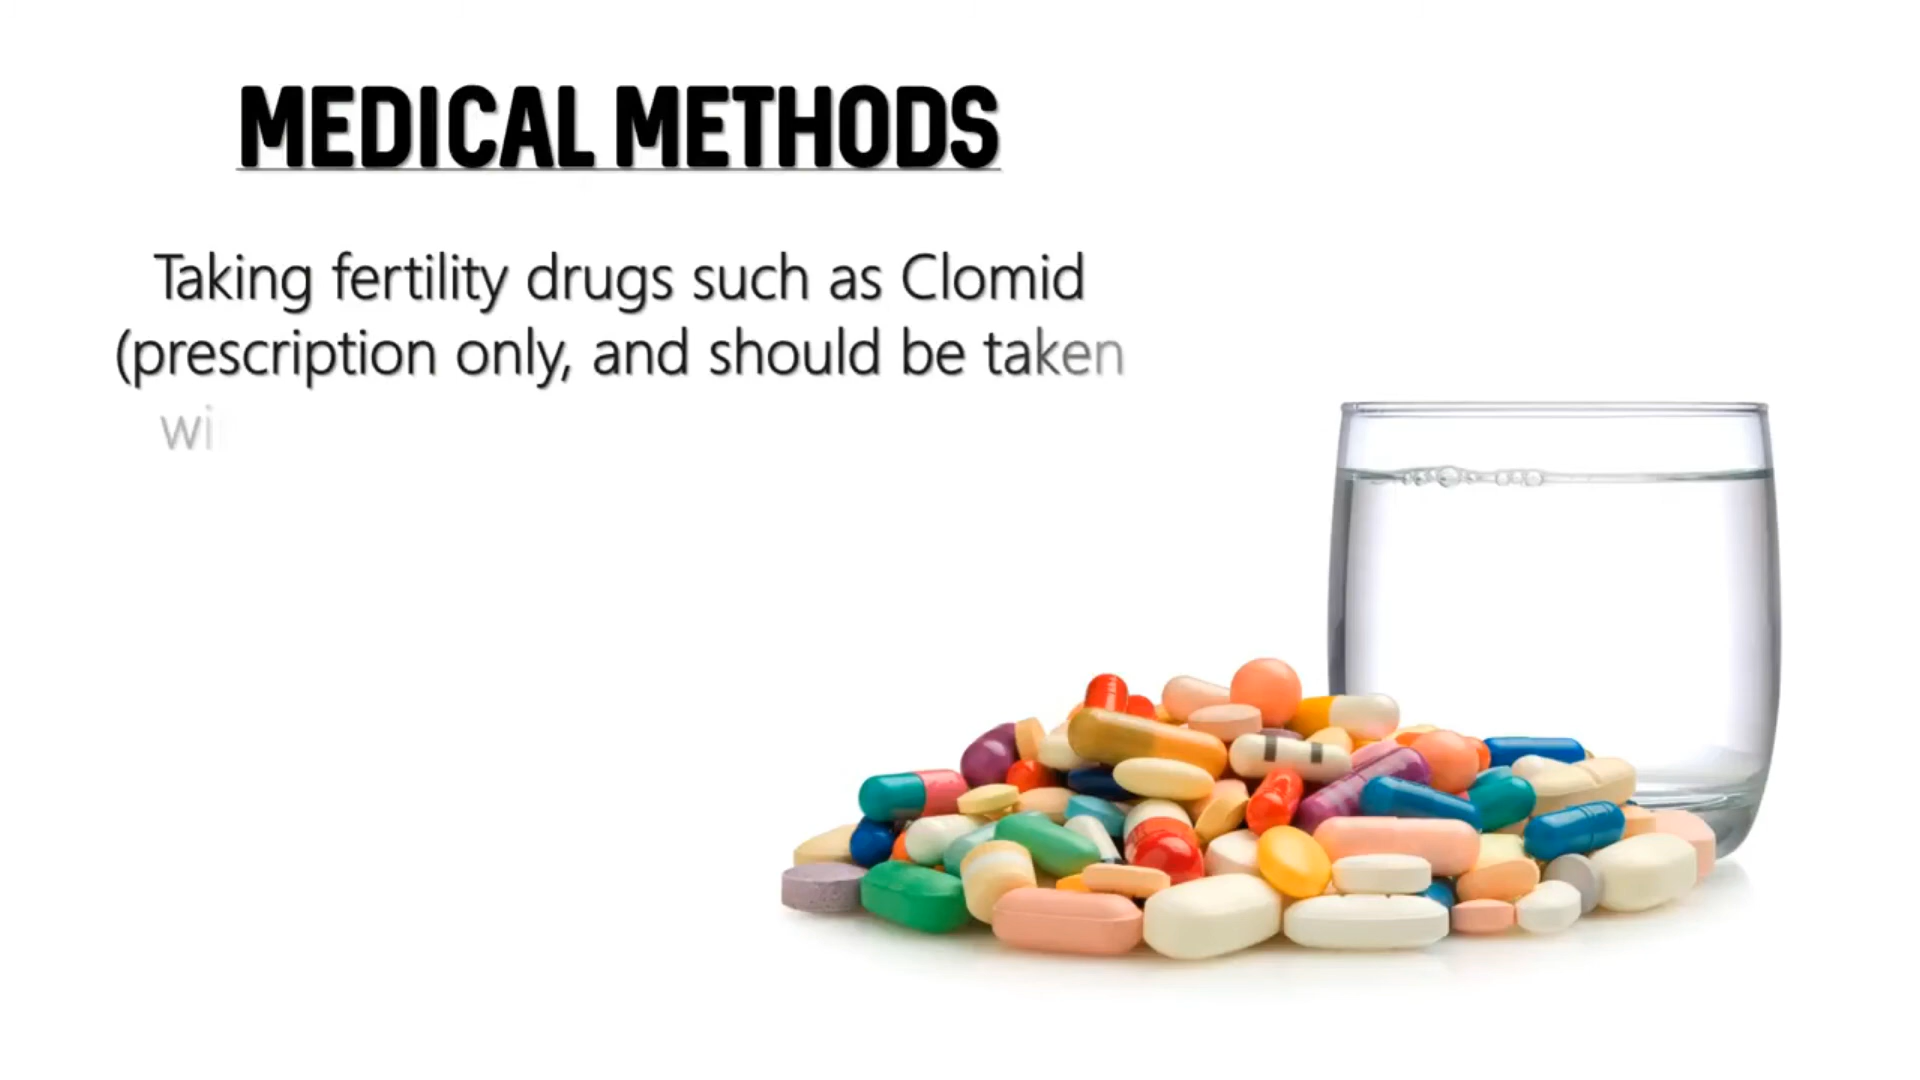 MEDICAL METHODS
Taking fertility drugs such as Clomid
(prescription only, and should be taken